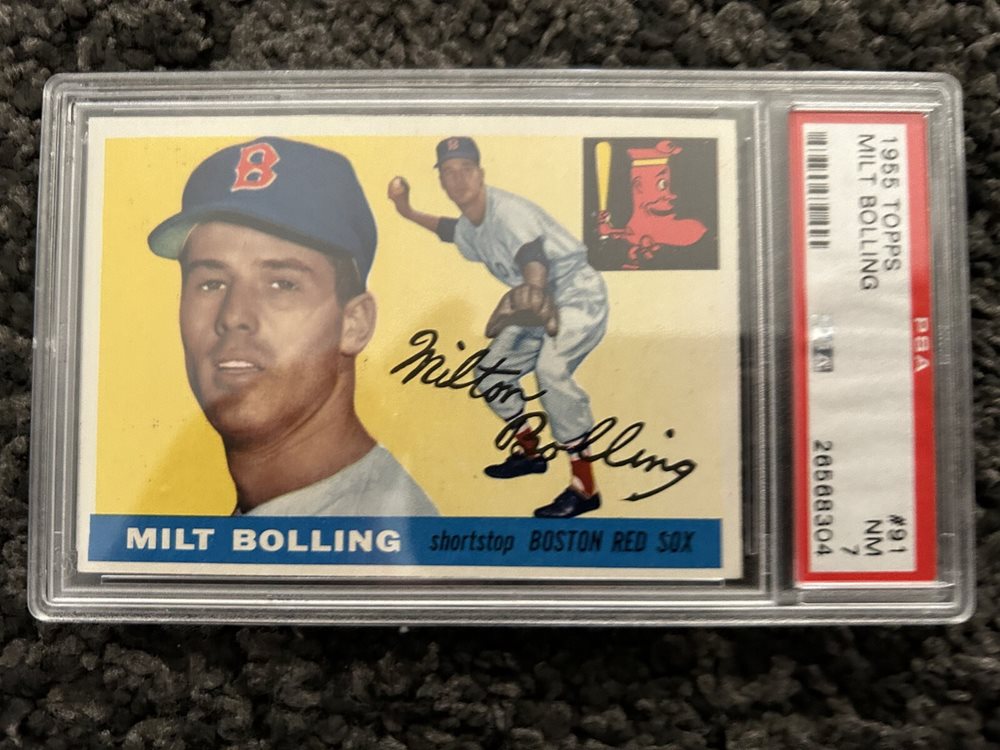 B
B
Milton
Bolling
MILT BOLLING shortstop BOSTON RED SOX
1955 TOPPS #91
MILT BOLLING NM 7
26568304
PSA